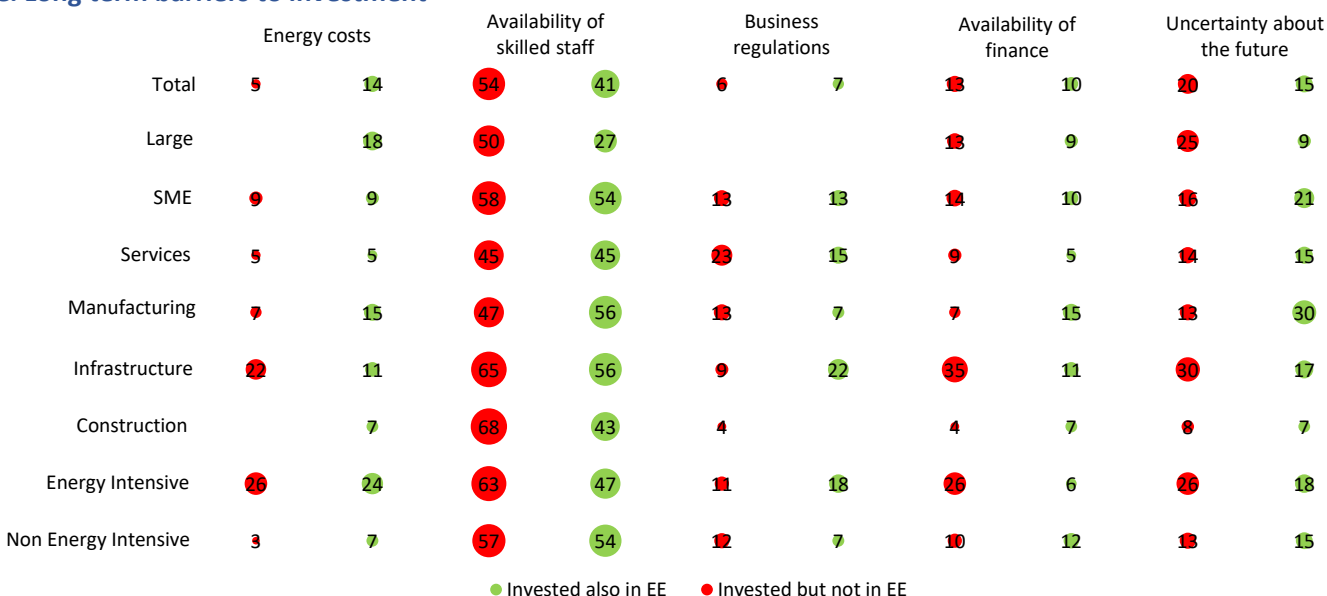 Long term barriers to investment
Energy costs
Availability of
skilled staff
Business
regulations
Availability of
finance
Uncertainty about
the future
Total 5 14 54 41 6 7 13 10 20 15
Large 18 50 27 13 9 25 9
SME 9 9 58 54 13 13 14 10 16 21
Services 5 5 45 45 23 15 9 5 14 15
Manufacturing 7 15 47 56 13 7 7 15 13 30
Infrastructure 22 11 65 56 9 22 35 11 30 17
Construction 7 68 43 4 4 7 8 7
Energy Intensive 26 24 63 47 11 18 26 6 26 18
Non Energy Intensive 3 7 57 54 12 7 10 12 13 15
Invested also in EE Invested but not in EE